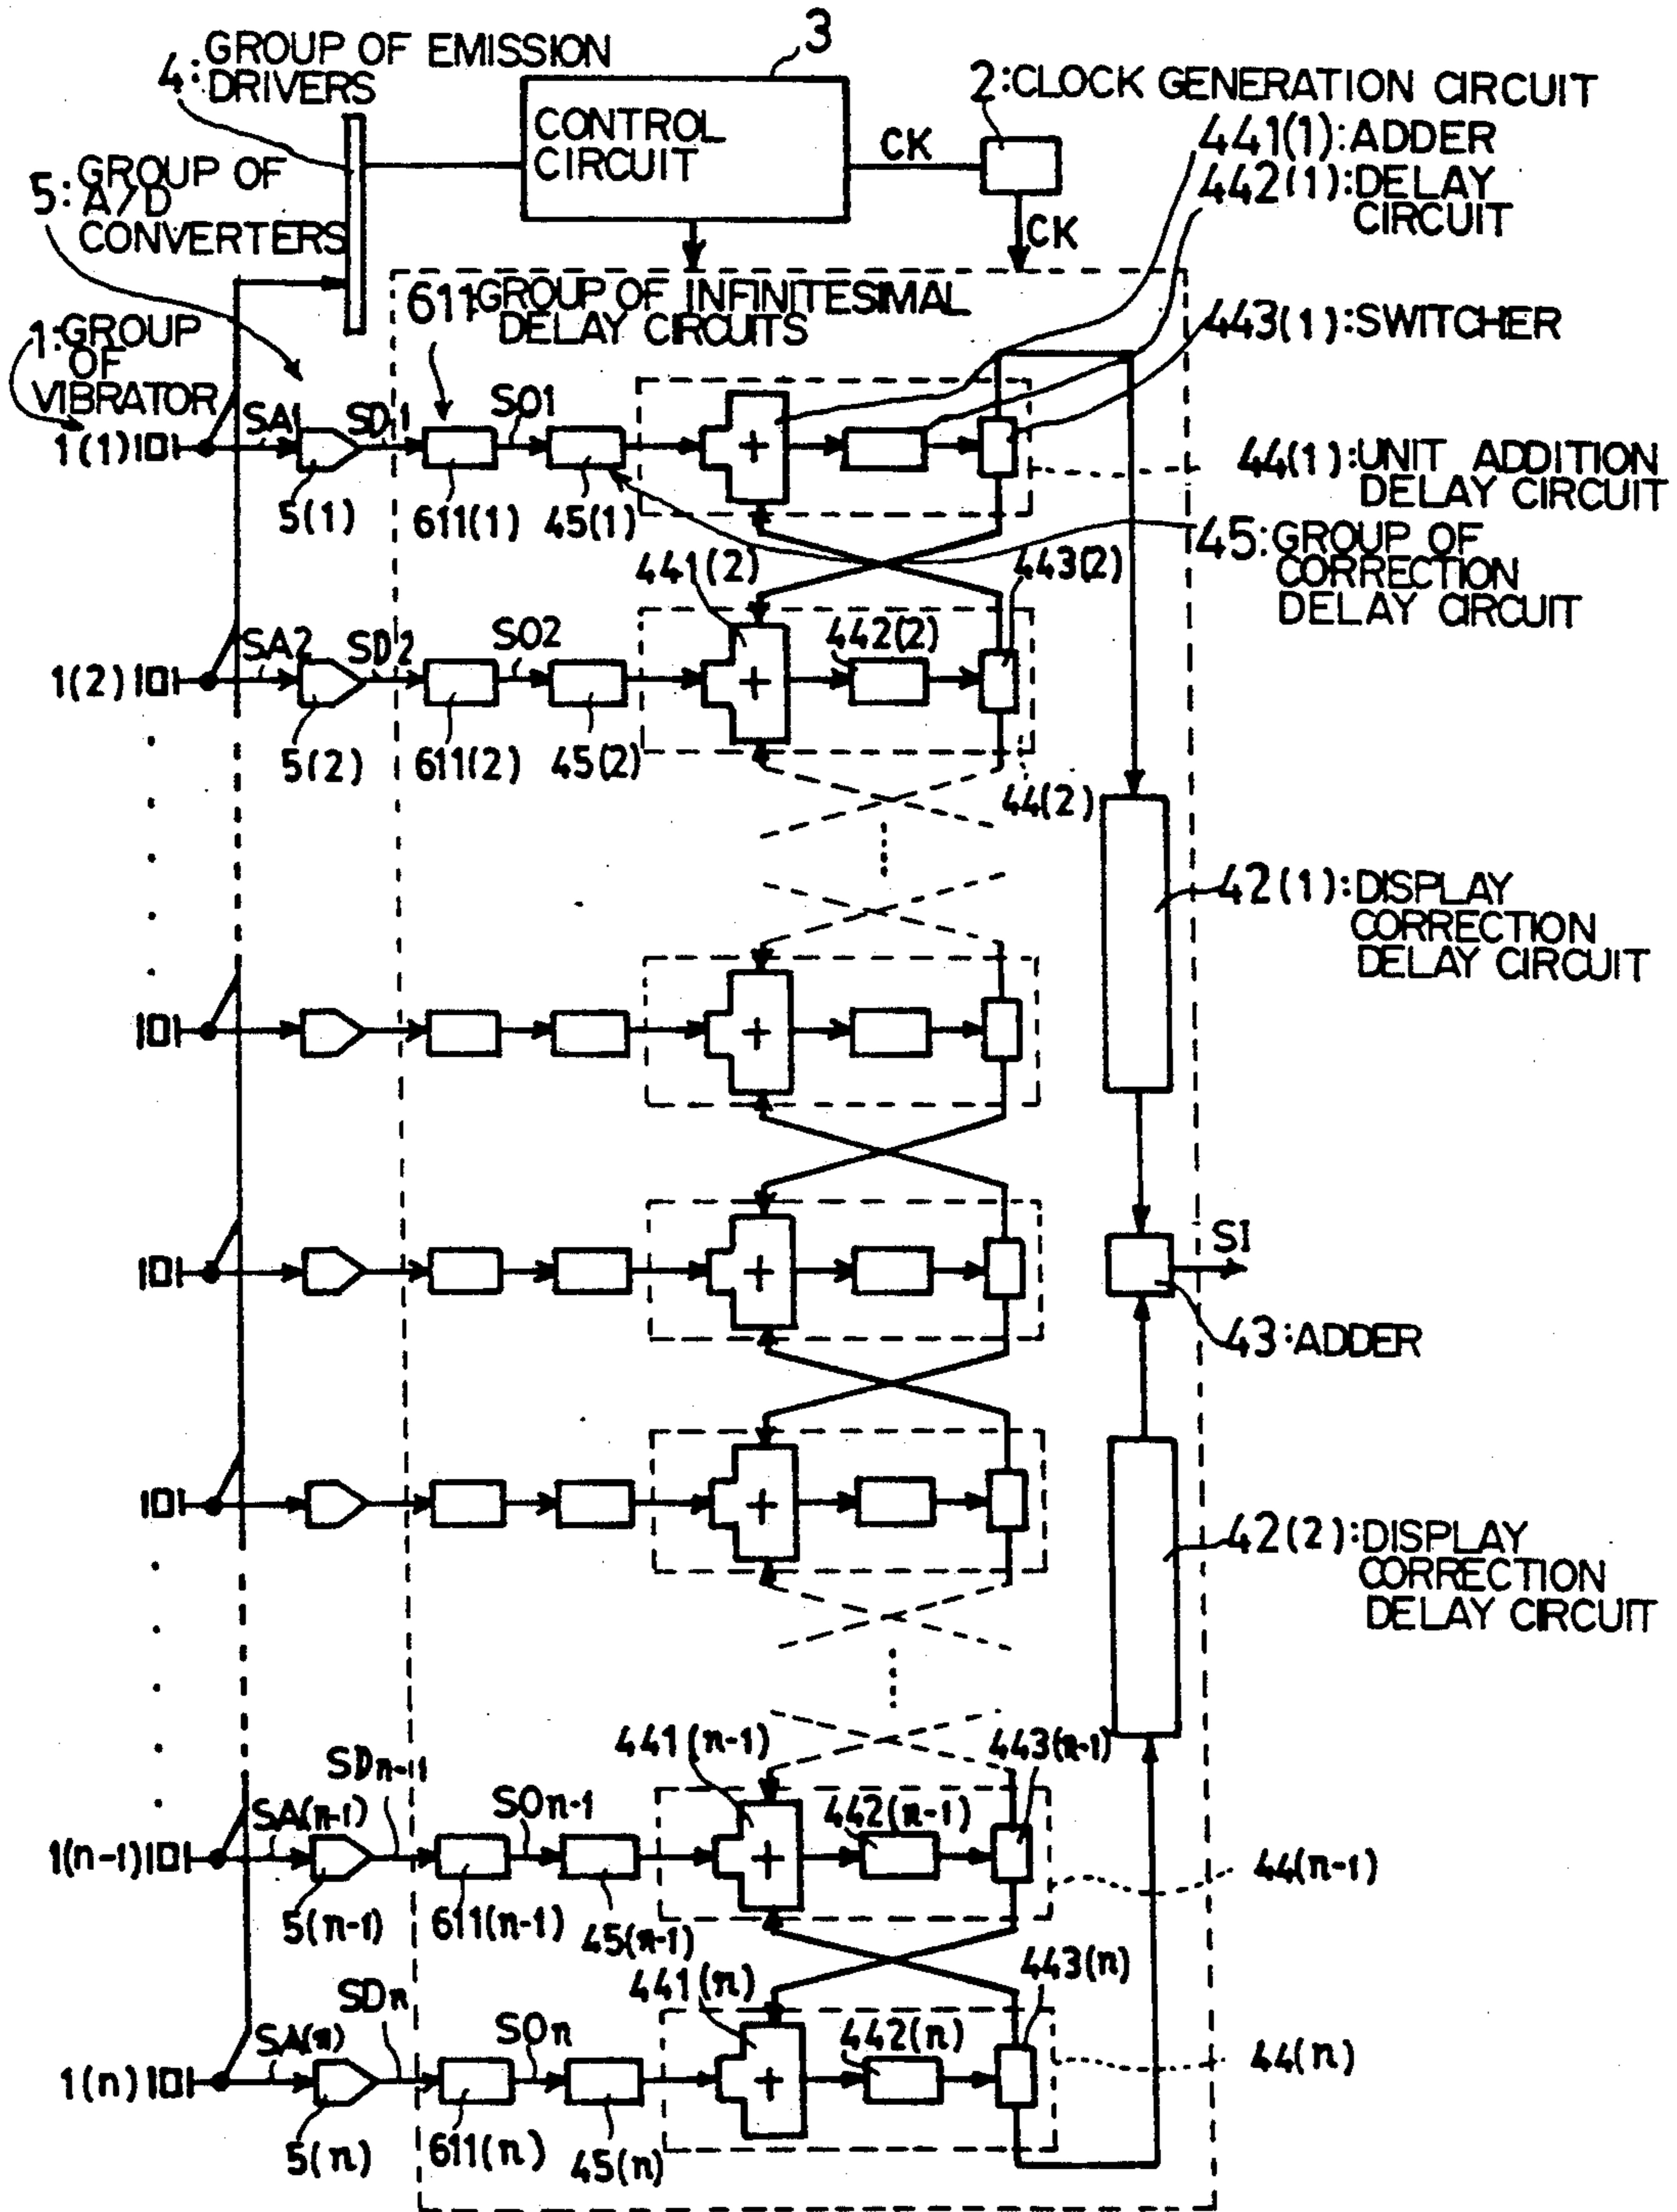 3
4: GROUP OF EMISSION
DRIVERS
CONTROL
CIRCUIT
CK
2:CLOCK GENERATION CIRCUIT
CK
441(1):ADDER
442(1):DELAY
CIRCUIT
5: GROUP OF
A/D
CONVERTERS
611:GROUP OF INFINITESIMAL
DELAY CIRCUITS
443(1):SWITCHER
1:GROUP
OF
VIBRATOR
1(1)
SA1
SD1
SO1
+
5(1)
611(1)
45(1)
44(1):UNIT ADDITION
DELAY CIRCUIT
45:GROUP OF
CORRECTION
DELAY CIRCUIT
441(2)
443(2)
1(2)
SA2
SD2
SO2
+
442(2)
5(2)
611(2)
45(2)
44(2)
42(1):DISPLAY
CORRECTION
DELAY CIRCUIT
+
+
SI
43:ADDER
+
42(2):DISPLAY
CORRECTION
DELAY CIRCUIT
441(n-1)
443(n-1)
1(n-1)
SA(n-1)
SDn-1
SOn-1
+
442(n-1)
44(n-1)
5(n-1)
611(n-1)
45(n-1)
441(n)
443(n)
1(n)
SA(n)
SDn
SOn
+
442(n)
44(n)
5(n)
611(n)
45(n)